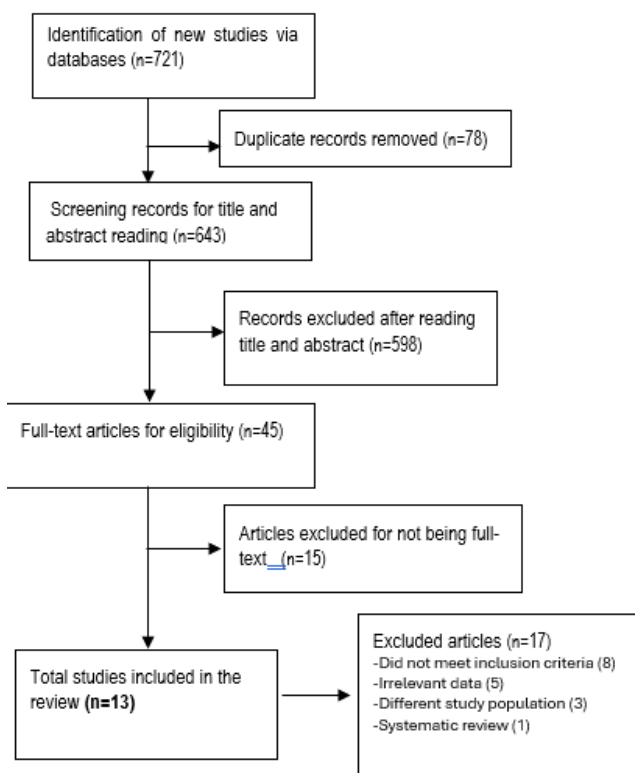 Identification of new studies via
databases (n=721)
Duplicate records removed (n=78)
Screening records for title and
abstract reading (n=643)
Records excluded after reading
title and abstract (n=598)
Full-text articles for eligibility (n=45)
Articles excluded for not being full-
text (n=15)
Total studies included in the
review (n=13)
Excluded articles (n=17)
-Did not meet inclusion criteria (8)
-Irrelevant data (5)
-Different study population (3)
-Systematic review (1)